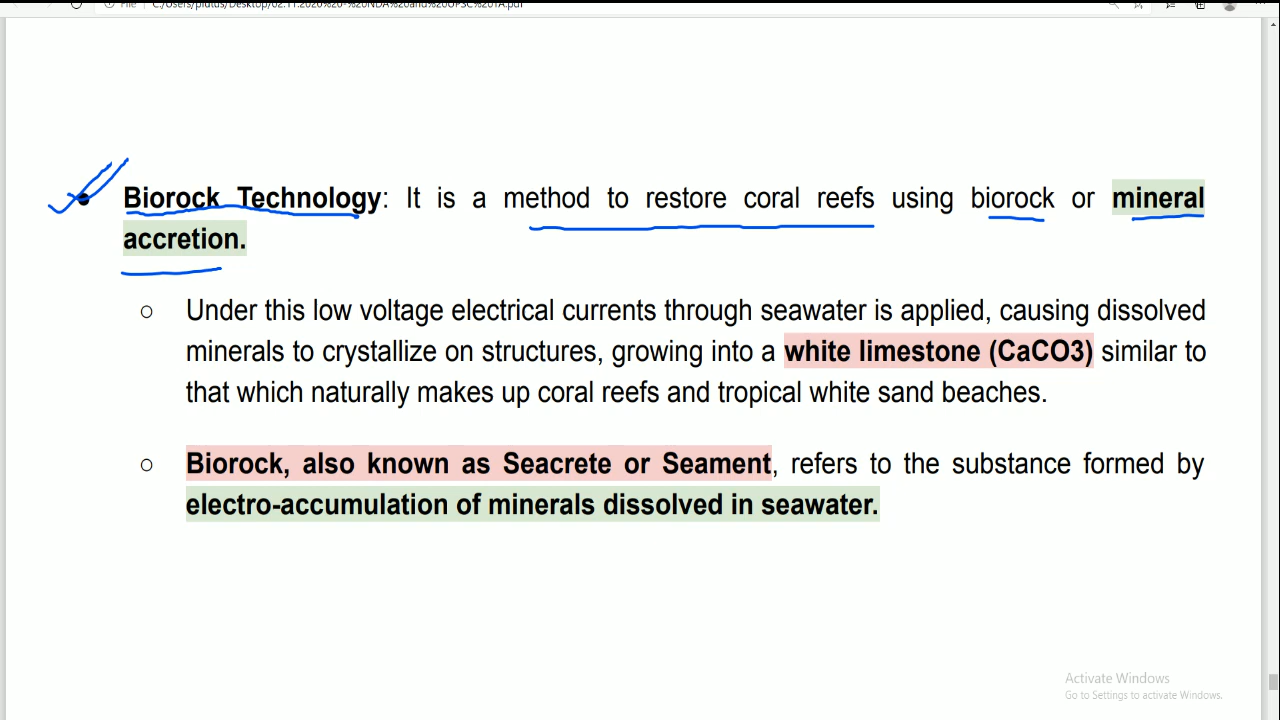 File
Biorock Technology: It is a method to restore coral reefs using biorock or mineral
accretion.
○ Under this low voltage electrical currents through seawater is applied, causing dissolved
minerals to crystallize on structures, growing into a white limestone (CaCO3) similar to
that which naturally makes up coral reefs and tropical white sand beaches.
○ Biorock, also known as Seacrete or Seament, refers to the substance formed by
electro-accumulation of minerals dissolved in seawater.
Activate Windows
Go to Settings to activate Windows.